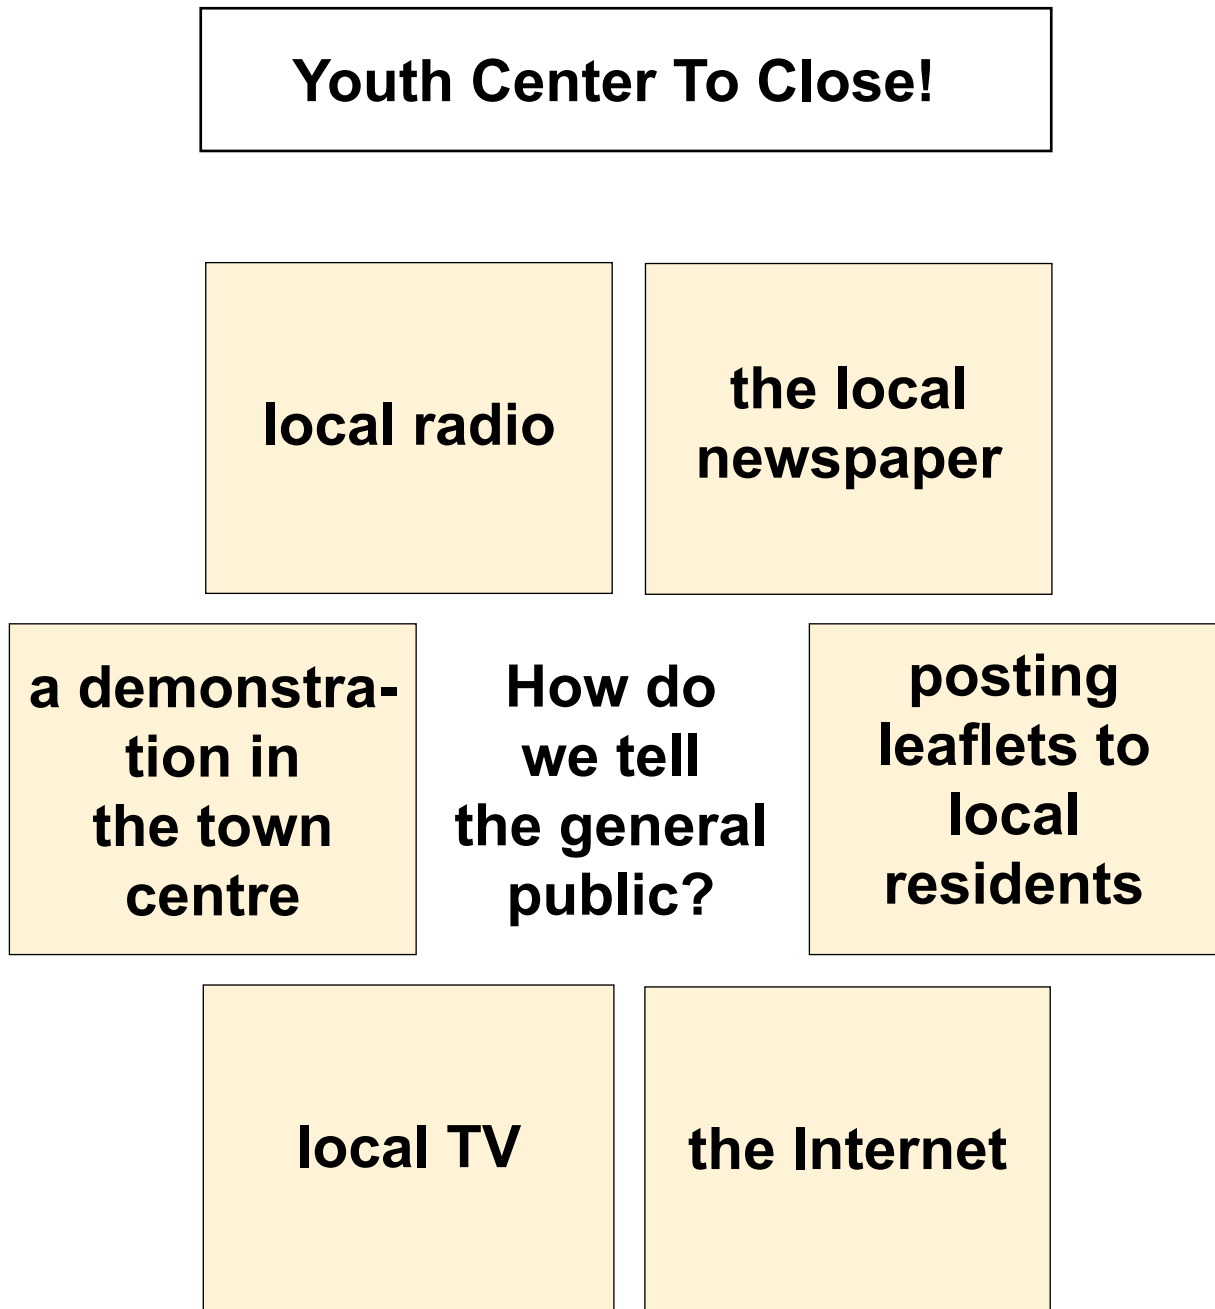 Youth Center To Close!
local radio
the local
newspaper
a demonstra-
tion in
the town
centre
How do
we tell
the general
public?
posting
leaflets to
local
residents
local TV
the Internet